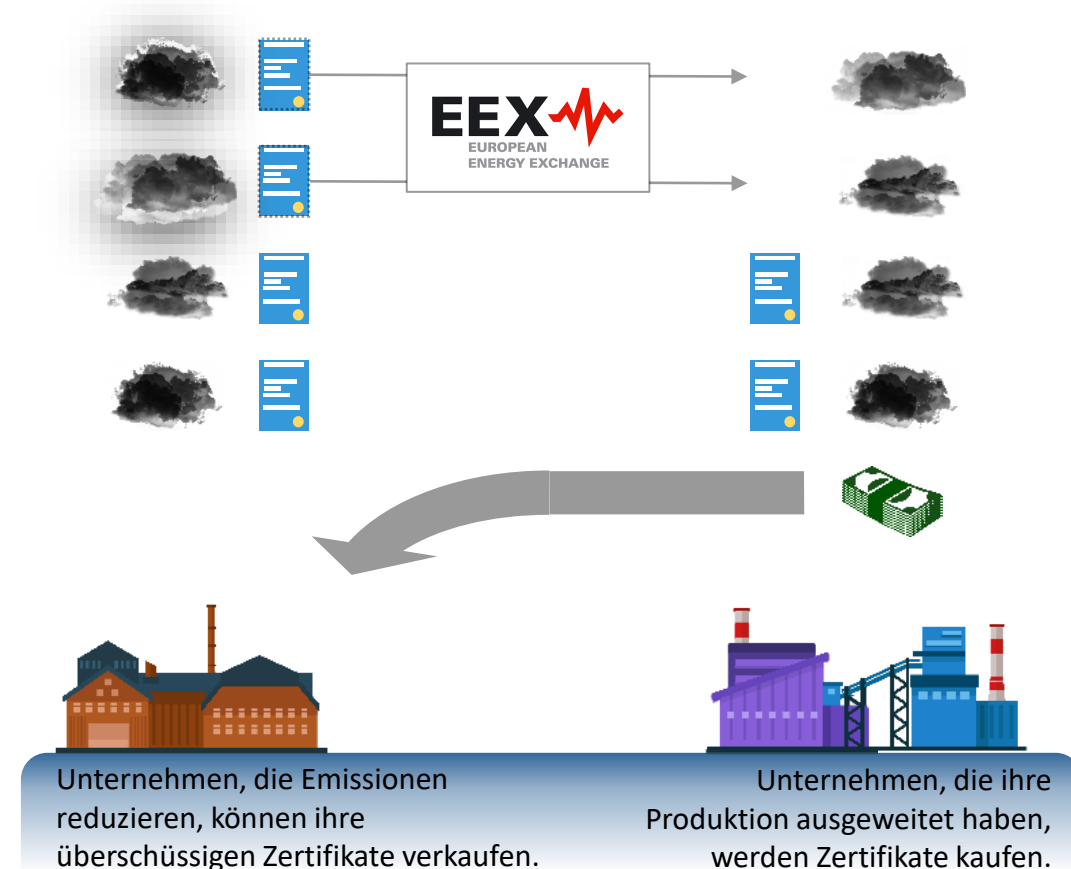 EEX
EUROPEAN
ENERGY EXCHANGE
Unternehmen, die Emissionen
reduzieren, können ihre
überschüssigen Zertifikate verkaufen.
Unternehmen, die ihre
Produktion ausgeweitet haben,
werden Zertifikate kaufen.